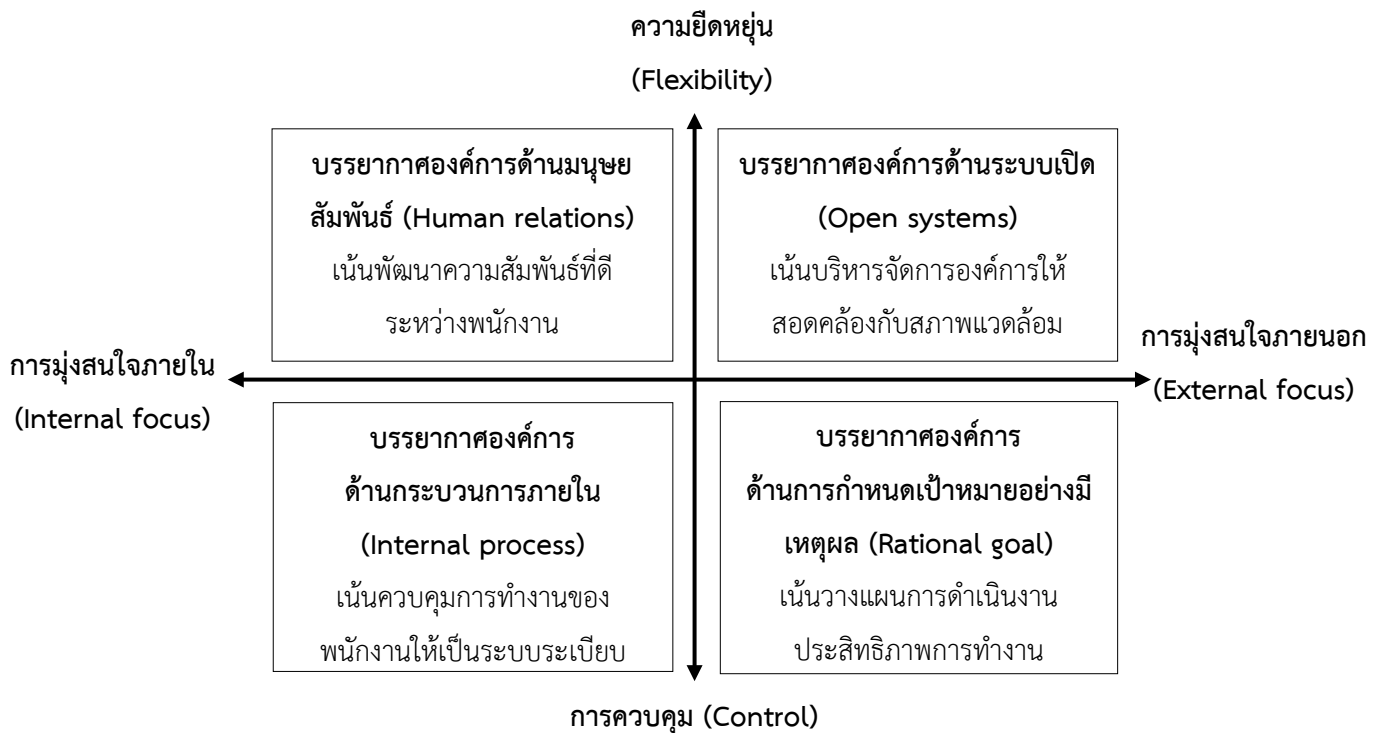 ความยืดหยุ่น
(Flexibility)
บรรยากาศองค์การด้านมนุษย
สัมพันธ์ (Human relations)
เน้นพัฒนาความสัมพันธ์ที่ดี
ระหว่างพนักงาน
บรรยากาศองค์การด้านระบบเปิด
(Open systems)
เน้นบริหารจัดการองค์การให้
สอดคล้องกับสภาพแวดล้อม
การมุ่งสนใจภายใน
(Internal focus)
การมุ่งสนใจภายนอก
(External focus)
บรรยากาศองค์การ
ด้านกระบวนการภายใน
(Internal process)
เน้นควบคุมการทำงานของ
พนักงานให้เป็นระบบระเบียบ
บรรยากาศองค์การ
ด้านการกำหนดเป้าหมายอย่างมี
เหตุผล (Rational goal)
เน้นวางแผนการดำเนินงาน
ประสิทธิภาพการทำงาน
การควบคุม (Control)